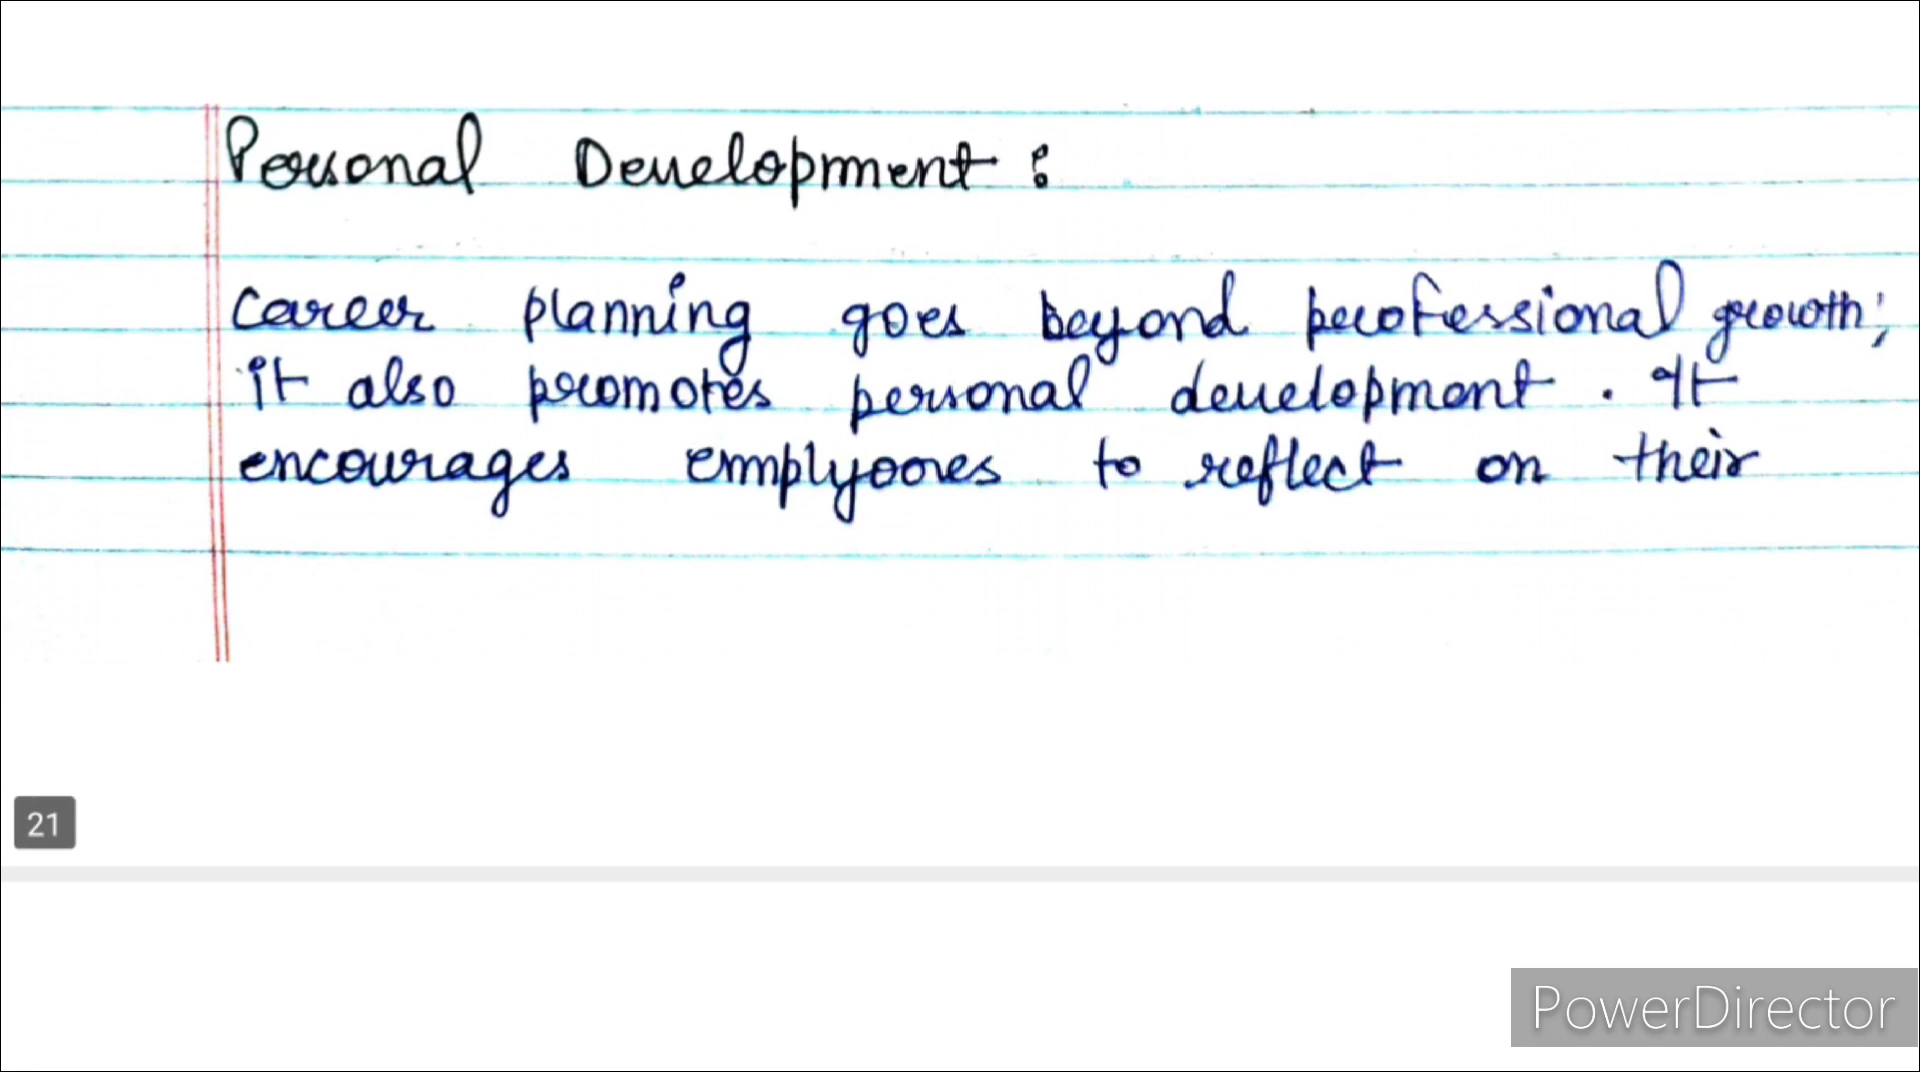 Personal Development :
Career planning goes beyond professional growth;
it also promotes personal development. It
encourages emplyooes to reflect on their
21
PowerDirector